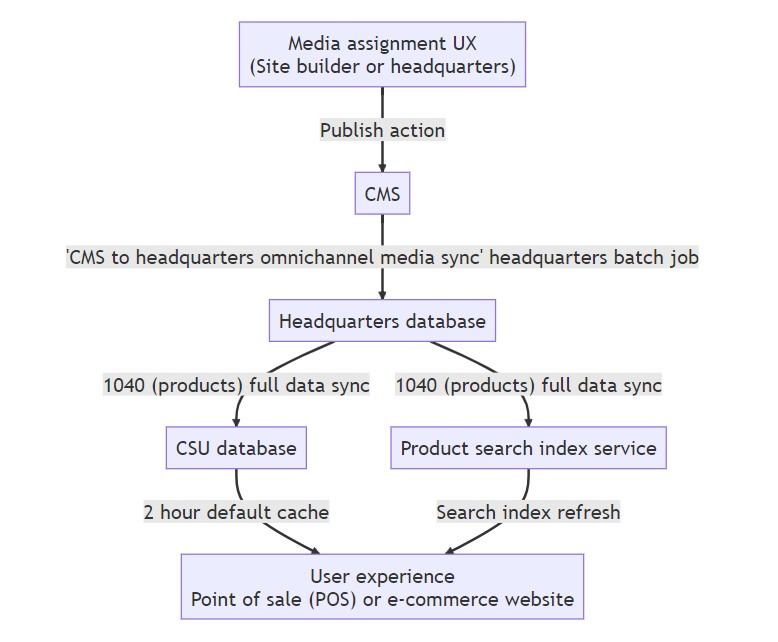 Media assignment UX
(Site builder or headquarters)
Publish action
CMS
'CMS to headquarters omnichannel media sync' headquarters batch job
Headquarters database
1040 (products) full data sync
1040 (products) full data sync
CSU database
Product search index service
2 hour default cache
Search index refresh
User experience
Point of sale (POS) or e-commerce website